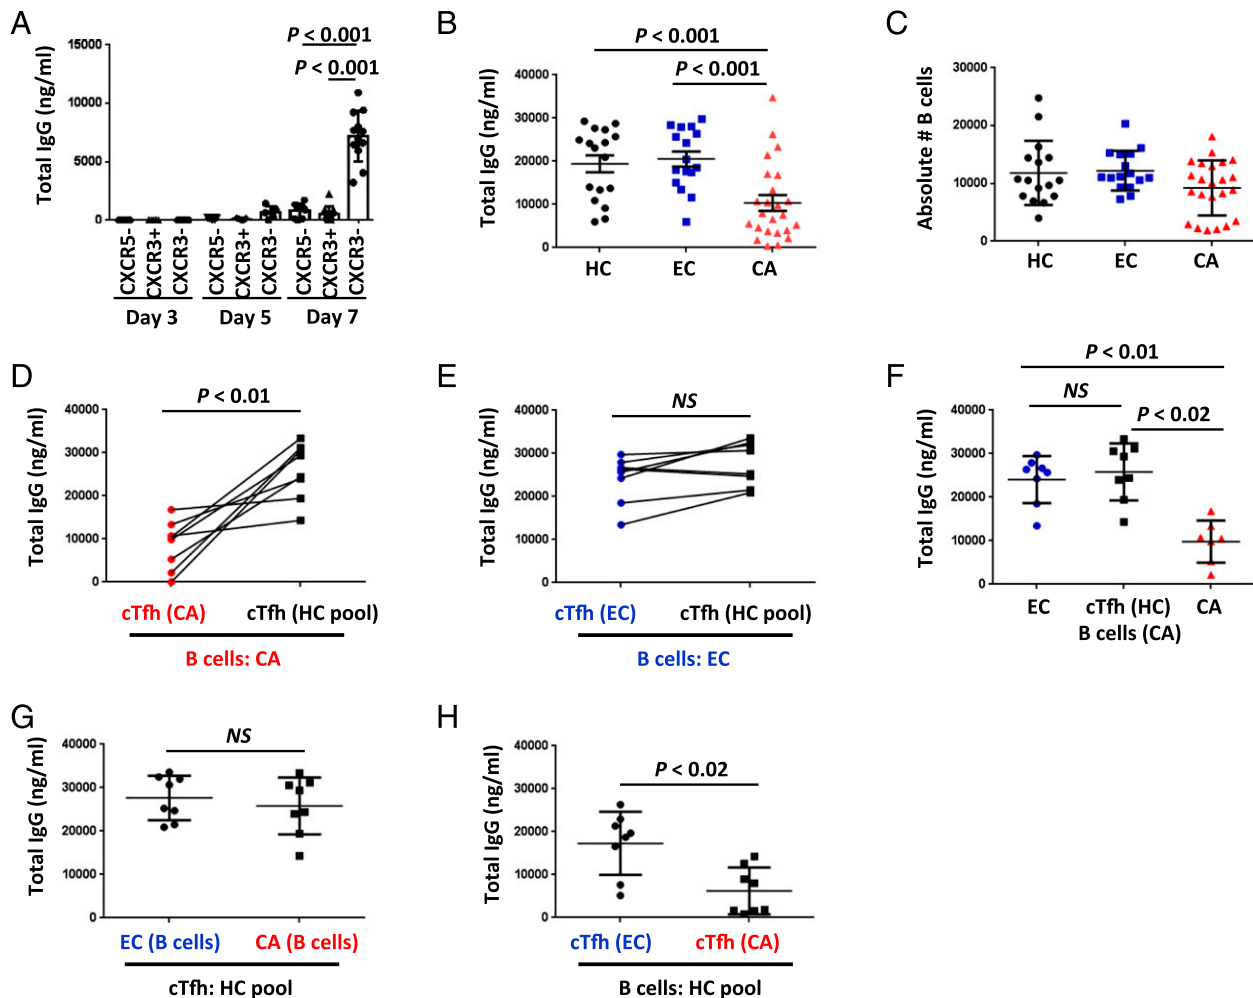 A
P < 0.001
P < 0.001
Total IgG (ng/ml)
15000
10000
5000
0
CXCR5-
CXCR3+
CXCR3-
CXCR5-
CXCR3+
CXCR3-
CXCR5-
CXCR3+
CXCR3-
Day 3
Day 5
Day 7
B
P < 0.001
P < 0.001
Total IgG (ng/ml)
40000
30000
20000
10000
0
HC
EC
CA
C
Absolute # B cells
30000
20000
10000
0
HC
EC
CA
D
P < 0.01
Total IgG (ng/ml)
40000
30000
20000
10000
0
cTfh (CA)
cTfh (HC pool)
B cells: CA
E
NS
Total IgG (ng/ml)
40000
30000
20000
10000
0
cTfh (EC)
cTfh (HC pool)
B cells: EC
F
P < 0.01
NS
P < 0.02
Total IgG (ng/ml)
40000
30000
20000
10000
0
EC
cTfh (HC)
B cells (CA)
CA
G
NS
Total IgG (ng/ml)
40000
30000
20000
10000
0
EC (B cells)
CA (B cells)
cTfh: HC pool
H
P < 0.02
Total IgG (ng/ml)
40000
30000
20000
10000
0
cTfh (EC)
cTfh (CA)
B cells: HC pool